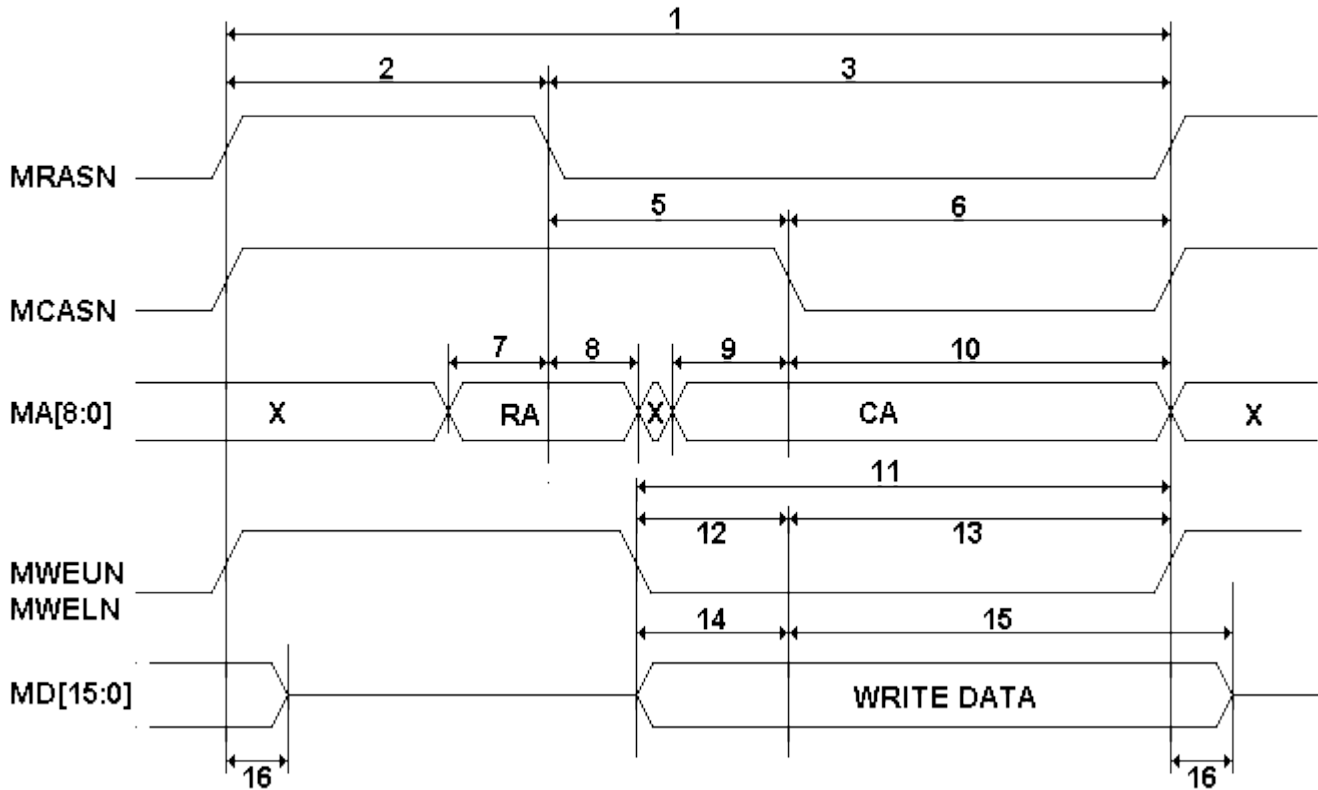 1
2 3
MRASN
5 6
MCASN
7 8 9 10
MA[8:0] X RA X CA X
11
12 13
MWEUN
MWELN
14 15
MD[15:0] WRITE DATA
16 16